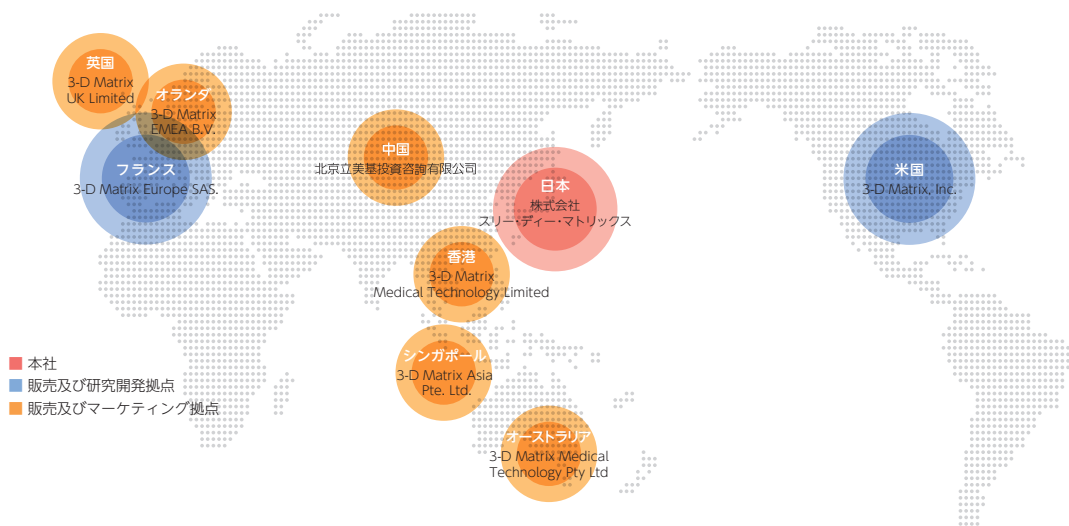 英国
3-D Matrix
UK Limited
オランダ
3-D Matrix
EMEA B.V.
フランス
3-D Matrix Europe SAS.
中国
北京立美基投資咨詢有限公司
日本
株式会社
スリー・ディー・マトリックス
米国
3-D Matrix, Inc.
香港
3-D Matrix
Medical Technology Limited
シンガポール
3-D Matrix Asia
Pte. Ltd.
オーストラリア
3-D Matrix Medical
Technology Pty Ltd
本社
販売及び研究開発拠点
販売及びマーケティング拠点